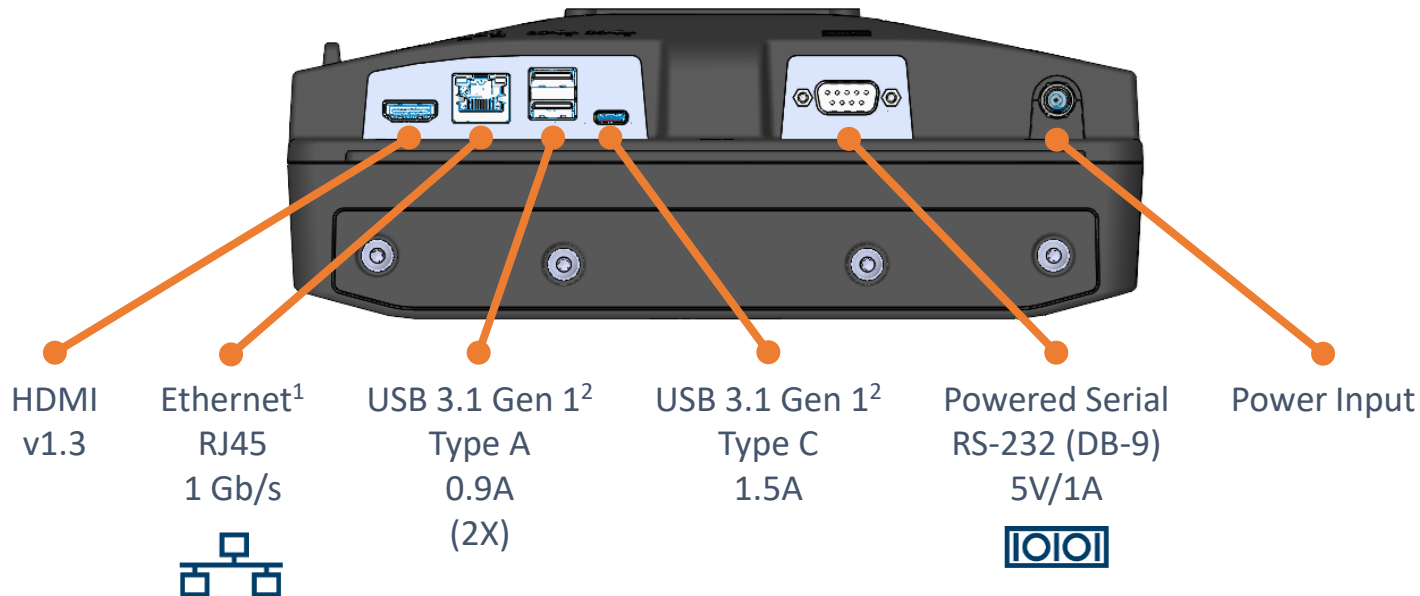 HDMI
v1.3
Ethernet1
RJ45
1 Gb/s
USB 3.1 Gen 12
Type A
0.9A
(2X)
USB 3.1 Gen 12
Type C
1.5A
Powered Serial
RS-232 (DB-9)
5V/1A
IOIOI
Power Input